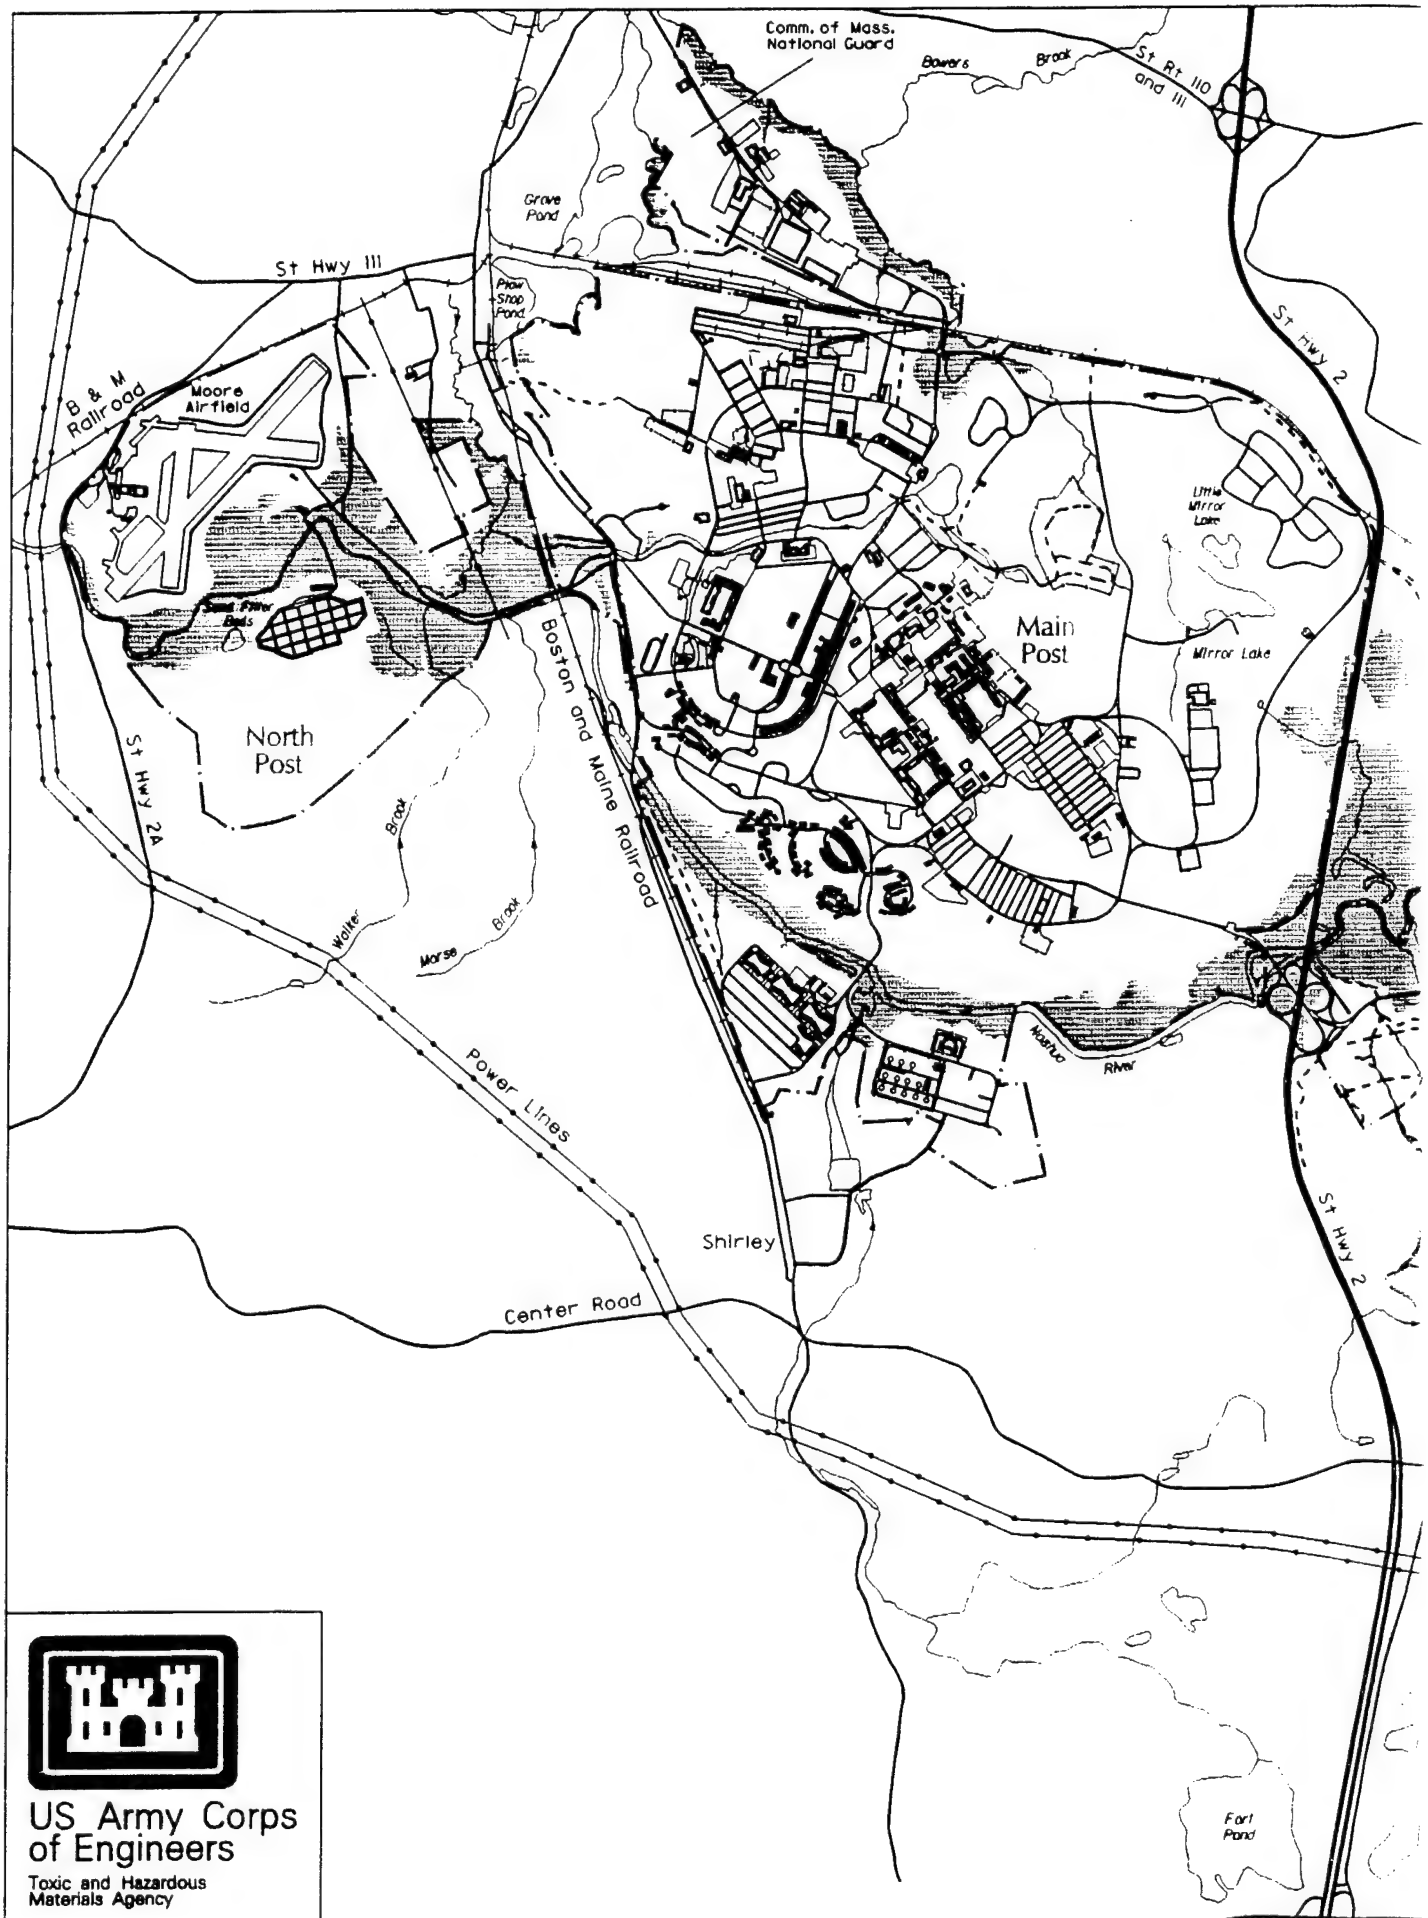 Comm. of Mass.
National Guard
Bowers Brook
St Rt 110
and 111
Grove
Pond
St Hwy 111
Plow
Shop
Pond
St Hwy 2
B & M
Railroad
Moore
Airfield
Little
Mirror
Lake
Sand Filter
Beds
Main
Post
Mirror Lake
North
Post
Boston and Maine Railroad
St Hwy 2A
Walker Brook
Morse Brook
Nashua River
Power Lines
St Hwy 2
Shirley
Center Road
Fort
Pond
US Army Corps
of Engineers
Toxic and Hazardous
Materials Agency